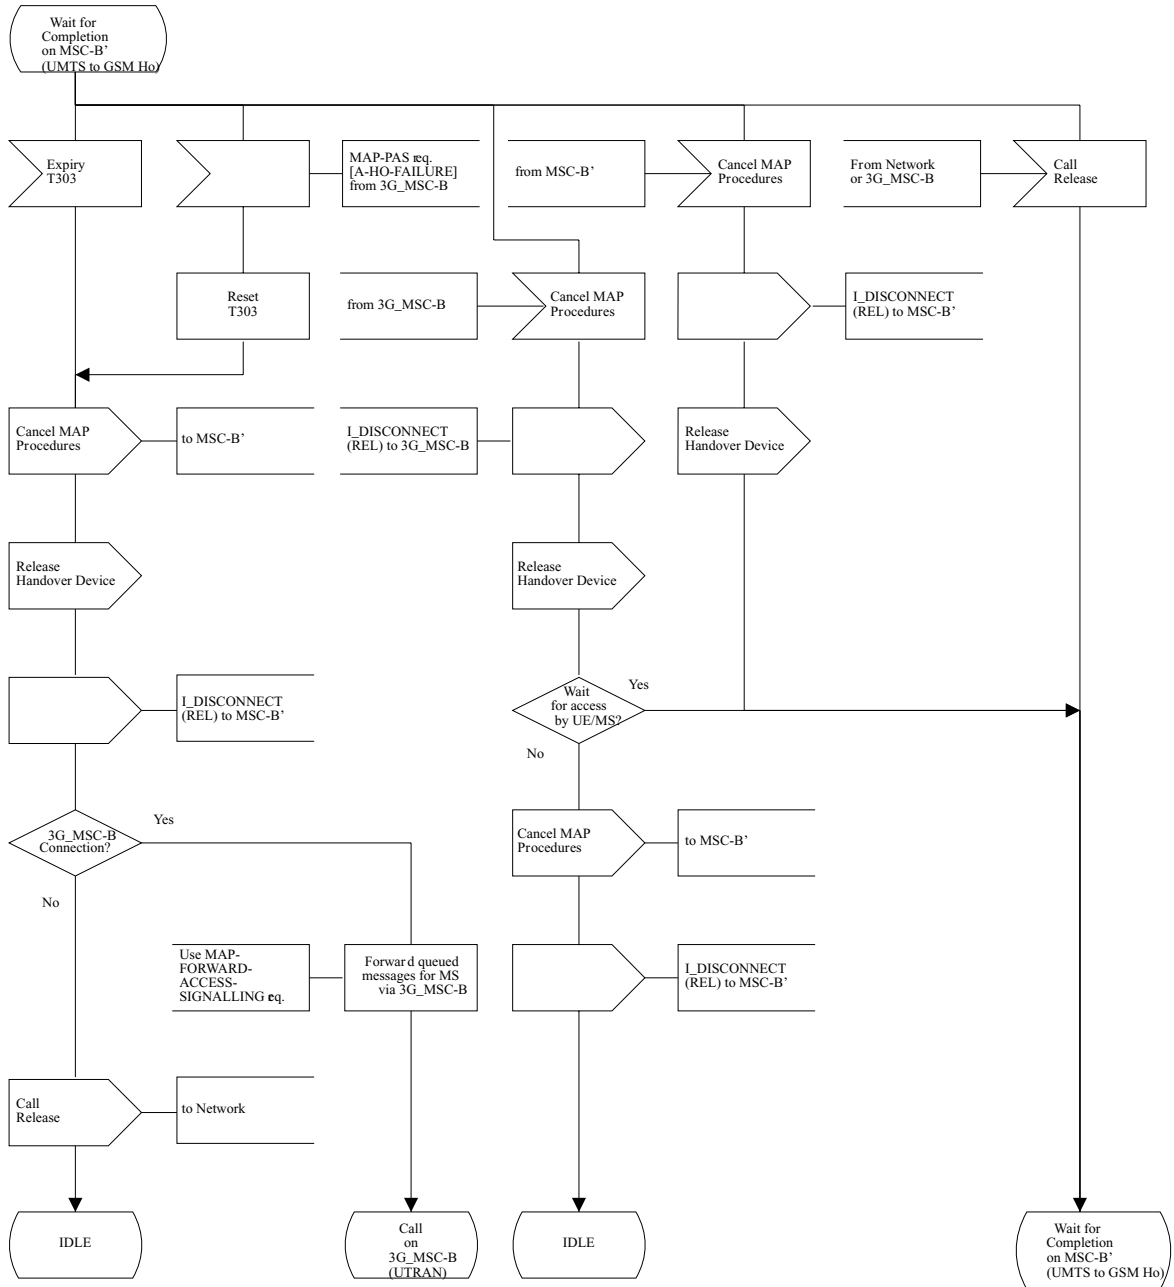 Wait for
Completion
on MSC-B’
(UMTS to GSM Ho)
Expiry
T303
MAP-PAS req.
[A-HO-FAILURE]
from 3G_MSC-B
from MSC-B’
Cancel MAP
Procedures
From Network
or 3G_MSC-B
Call
Release
Reset
T303
from 3G_MSC-B
Cancel MAP
Procedures
I_DISCONNECT
(REL) to MSC-B’
Cancel MAP
Procedures
to MSC-B’
I_DISCONNECT
(REL) to 3G_MSC-B
Release
Handover Device
Release
Handover Device
Release
Handover Device
I_DISCONNECT
(REL) to MSC-B’
Wait
for access
by UE/MS?
Yes
No
3G_MSC-B
Connection?
Yes
No
Cancel MAP
Procedures
to MSC-B’
Use MAP-
FORWARD-
ACCESS-
SIGNALLING req.
Forward queued
messages for MS
via 3G_MSC-B
I_DISCONNECT
(REL) to MSC-B’
Call
Release
to Network
IDLE
Call
on
3G_MSC-B
(UTRAN)
IDLE
Wait for
Completion
on MSC-B’
(UMTS to GSM Ho)